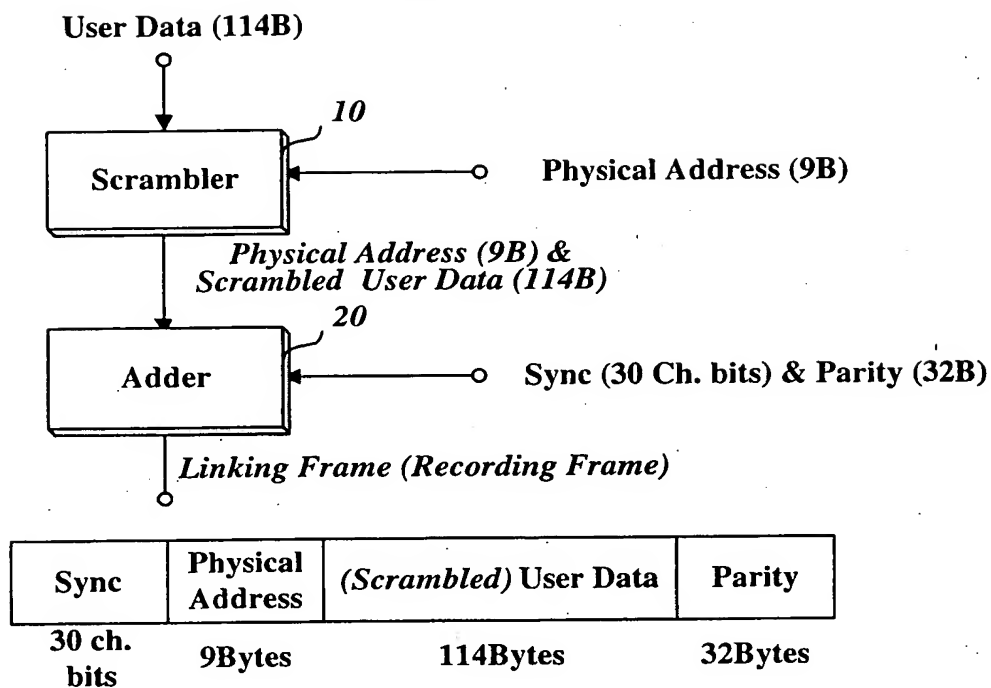 User Data (114B)
10
Scrambler
Physical Address (9B)
Physical Address (9B) &
Scrambled User Data (114B)
20
Adder
Sync (30 Ch. bits) & Parity (32B)
Linking Frame (Recording Frame)
Sync
Physical
Address
(Scrambled) User Data
Parity
30 ch.
bits
9Bytes
114Bytes
32Bytes